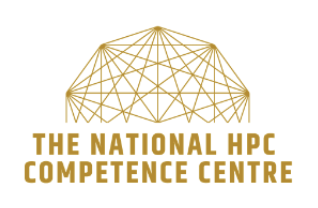 THE NATIONAL HPC
COMPETENCE CENTRE